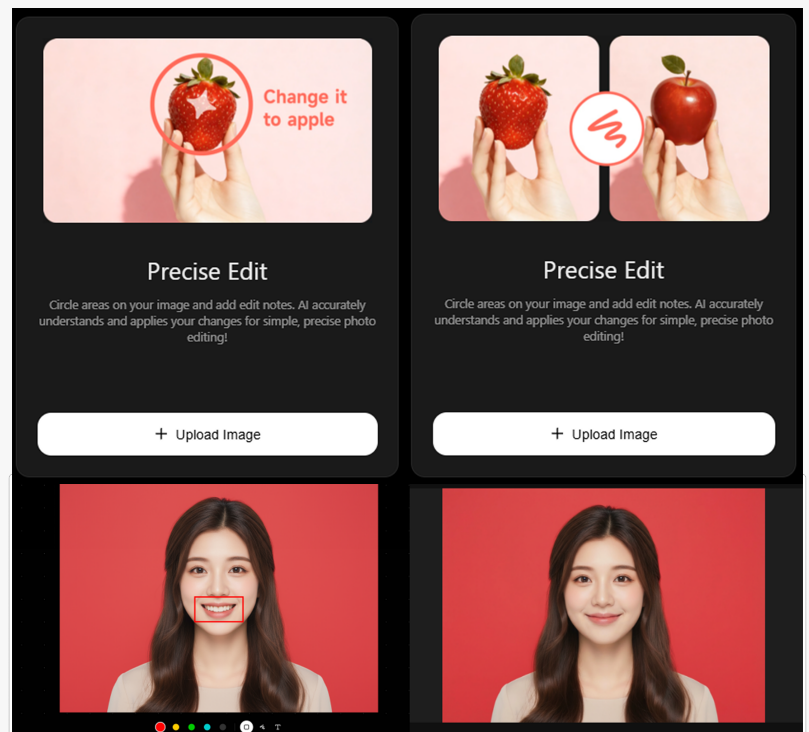 Change it
to apple
Precise Edit
Circle areas on your image and add edit notes. AI accurately
understands and applies your changes for simple, precise photo
editing!
+ Upload Image
Precise Edit
Circle areas on your image and add edit notes. AI accurately
understands and applies your changes for simple, precise photo
editing!
+ Upload Image
T